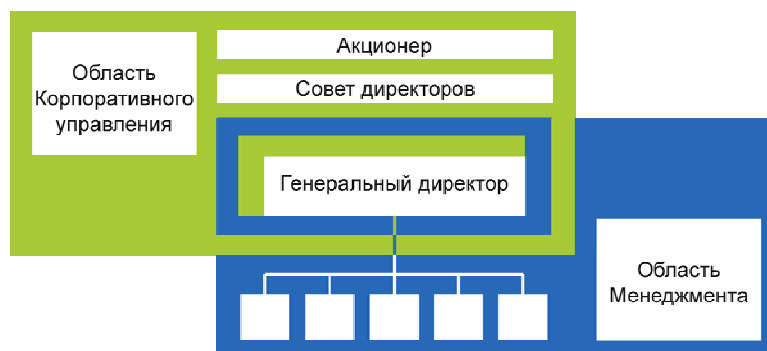 Область
Корпоративного
управления
Акционер
Совет директоров
Генеральный директор
Область
Менеджмента